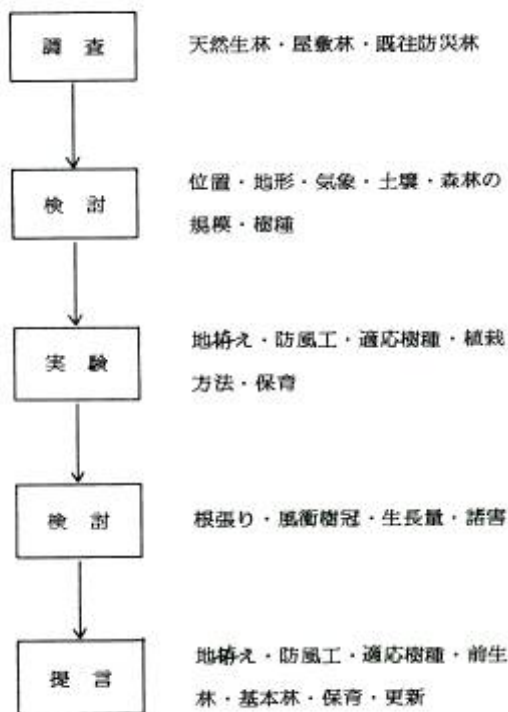 調査
天然生林・屋敷林・既往防災林
検討
位置・地形・気象・土壌・森林の
規模・樹種
実験
地拵え・防風工・適応樹種・植栽
方法・保育
検討
根張り・風衝樹冠・生長量・諸害
提言
地拵え・防風工・適応樹種・前生
林・基本林・保育・更新